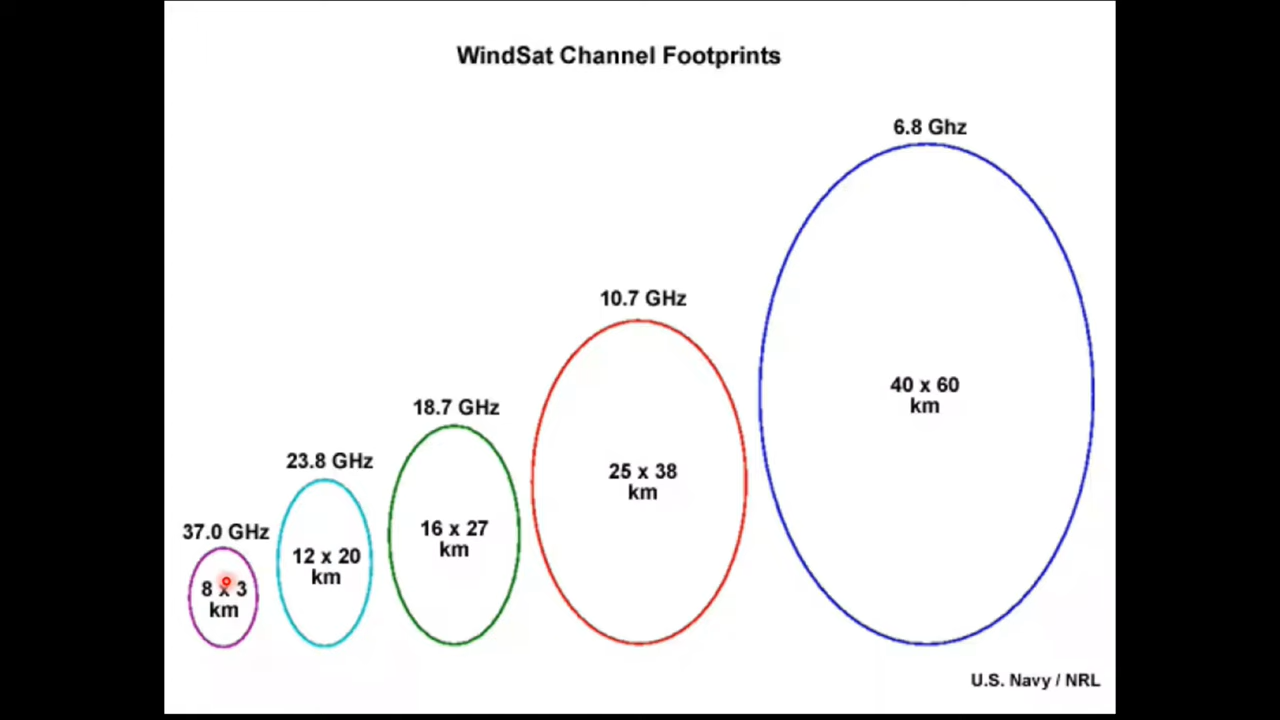 WindSat Channel Footprints
6.8 Ghz
10.7 GHz
40 x 60
km
18.7 GHz
23.8 GHz
25 x 38
km
37.0 GHz
16 x 27
km
12 x 20
km
8 x 3
km
U.S. Navy / NRL